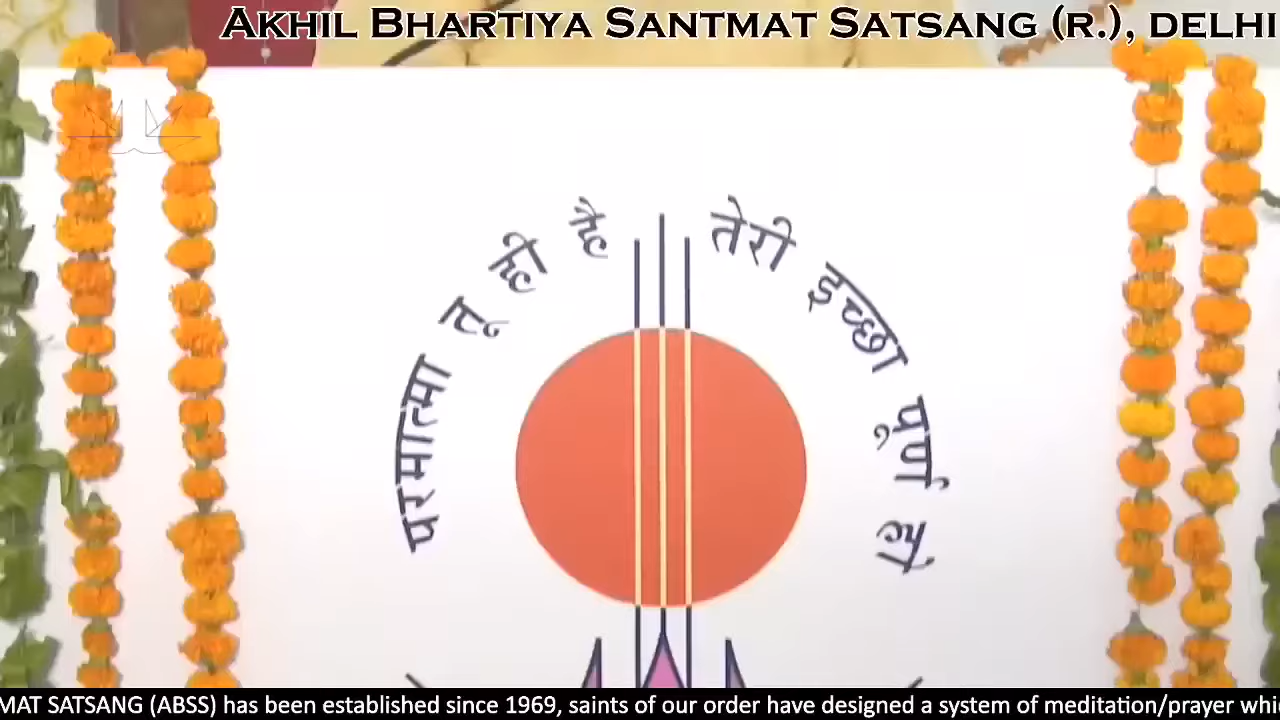 AKHIL BHARTIYA SANTMAT SATSANG (R.), DELHI
परमात्मा तू ही है तेरी इच्छा पूर्ण हो
MAT SATSANG (ABSS) has been established since 1969, saints of our order have designed a system of meditation/prayer whi